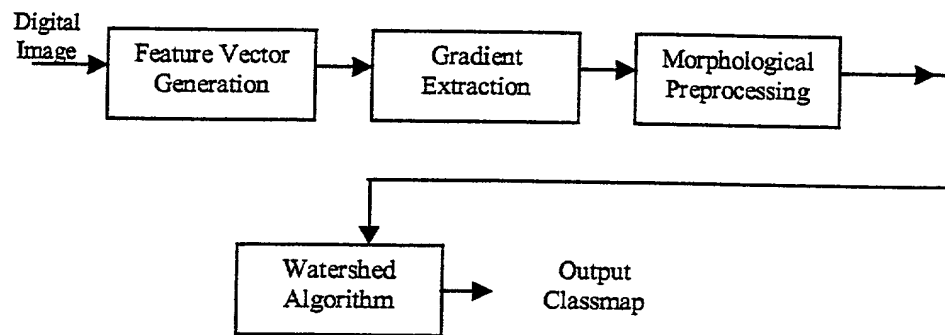 Digital
Image
Feature Vector
Generation
Gradient
Extraction
Morphological
Preprocessing
Watershed
Algorithm
Output
Classmap